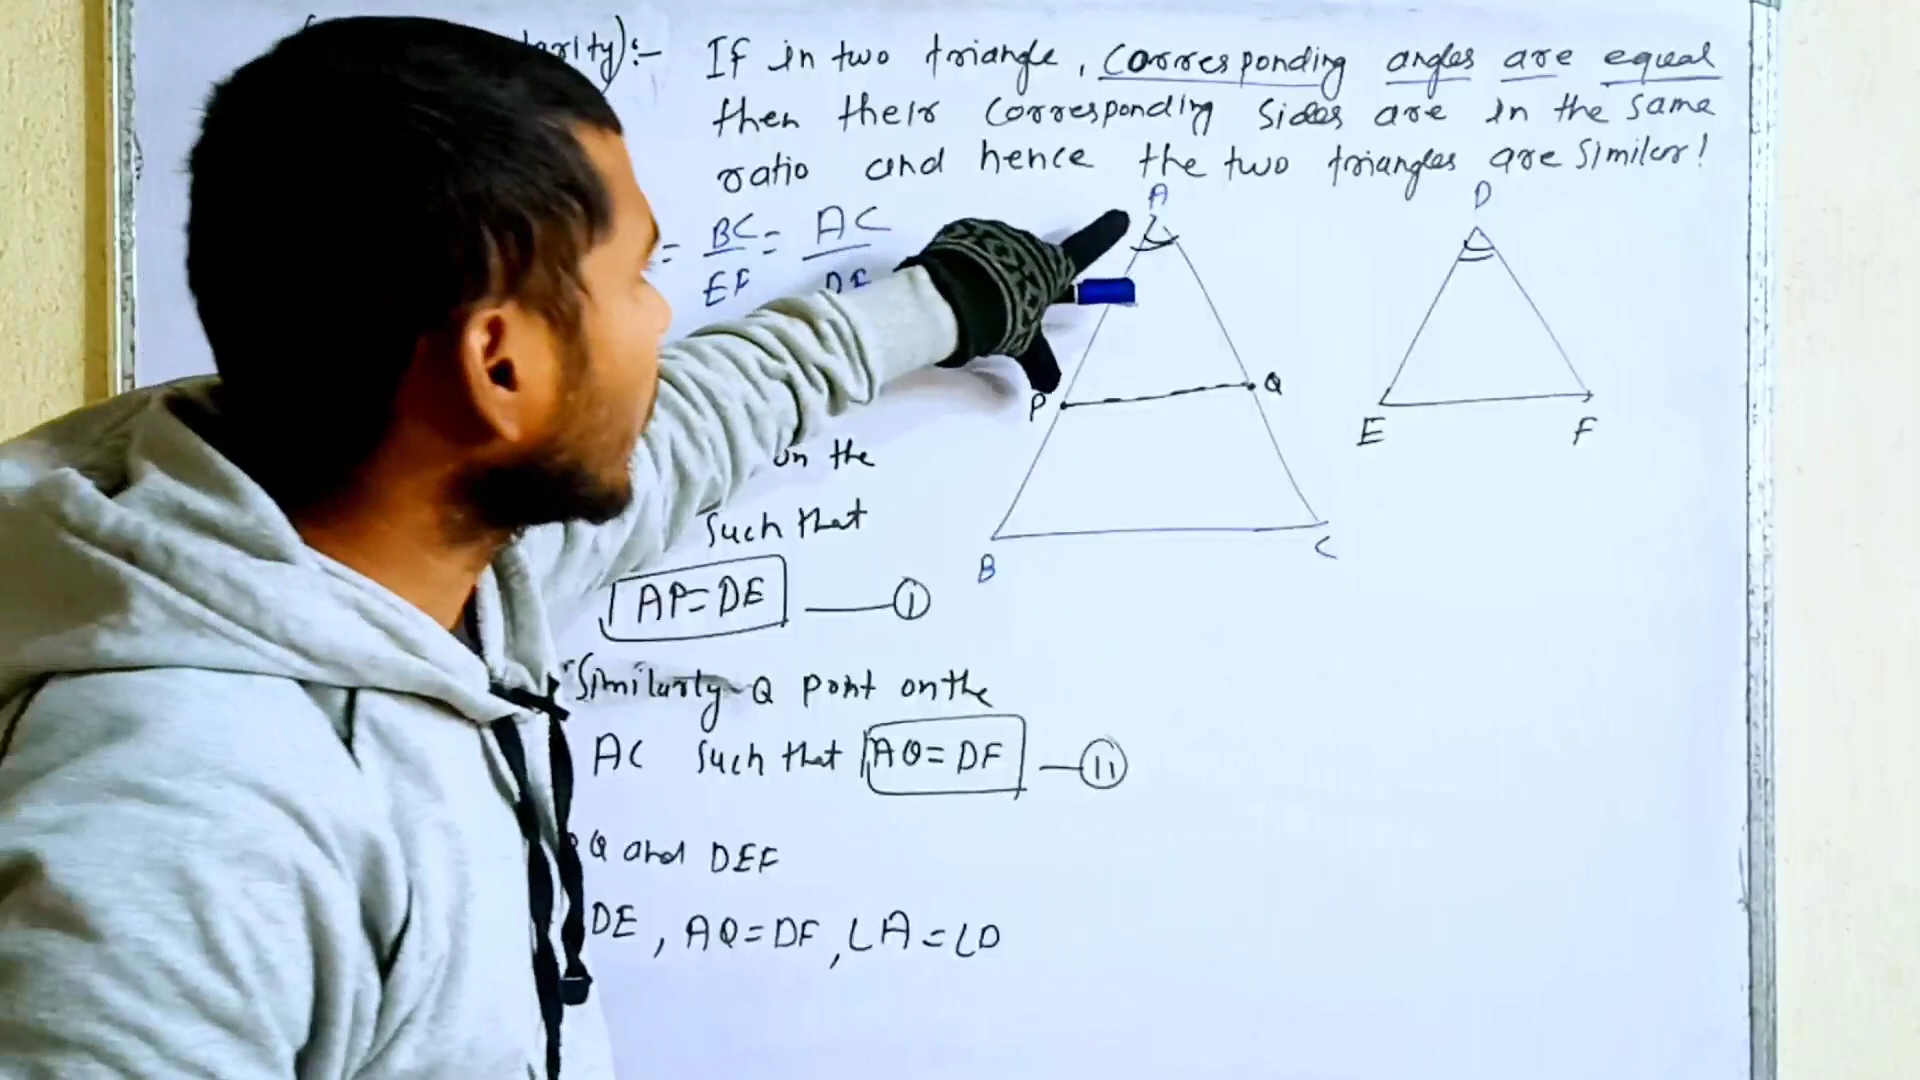 If in two triangle, corresponding angles are equal
then their corresponding sides are in the same
ratio and hence the two triangles are similar!
= BC/EF = AC
on the
such that
AP=DE — (i)
Similarly Q point on the
AC such that AQ=DF — (ii)
Q and DEF
DE, AQ=DF, ∠A=∠D
A
P
Q
B
C
D
E
F